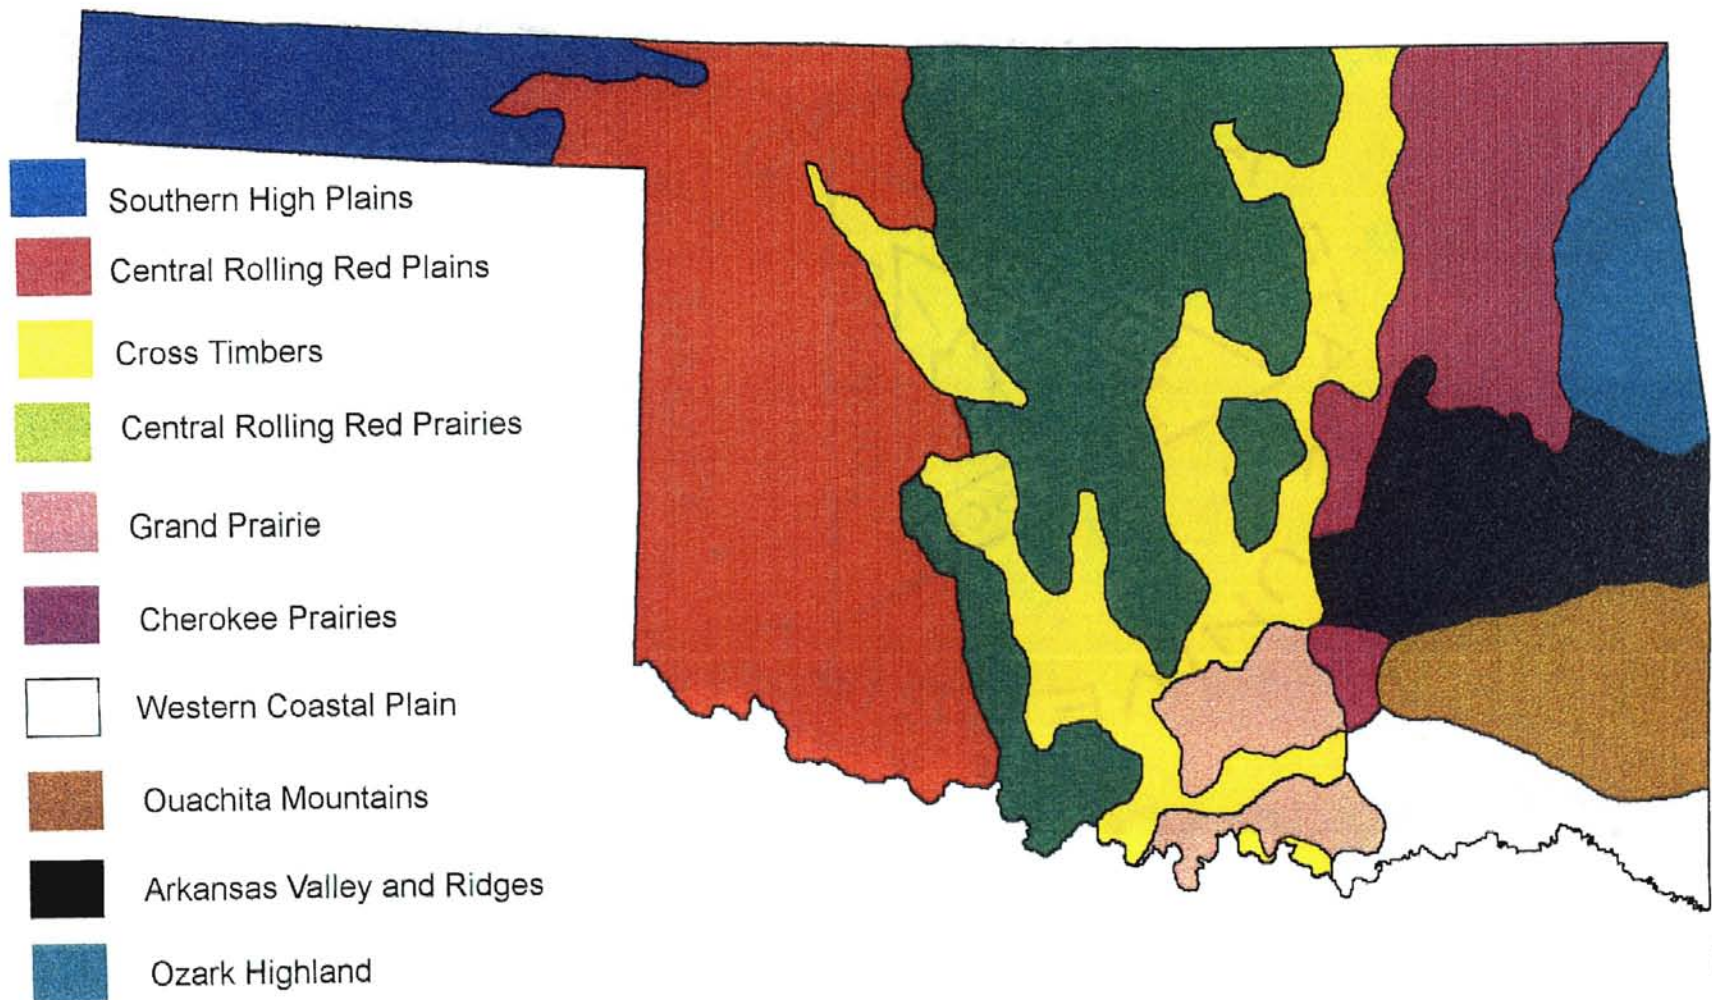 Southern High Plains
Central Rolling Red Plains
Cross Timbers
Central Rolling Red Prairies
Grand Prairie
Cherokee Prairies
Western Coastal Plain
Ouachita Mountains
Arkansas Valley and Ridges
Ozark Highland